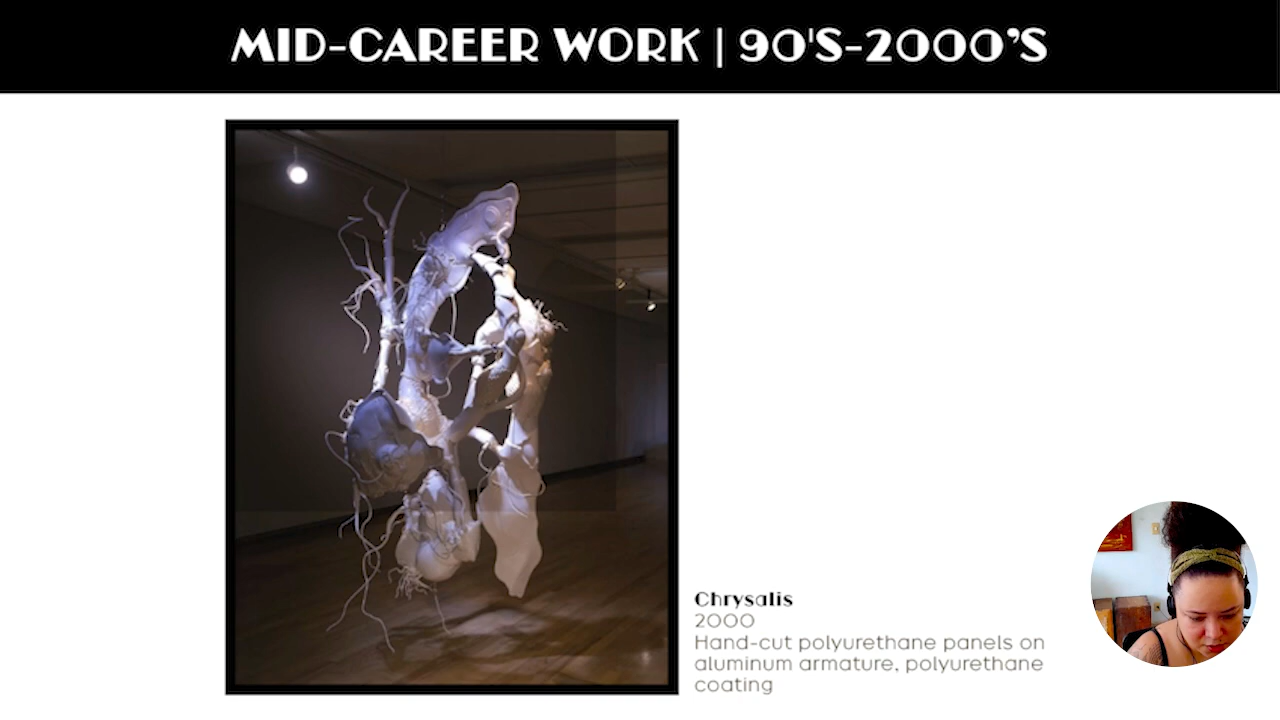 MID-CAREER WORK | 90'S-2000’S
Chrysalis
2000
Hand-cut polyurethane panels on
aluminum armature, polyurethane
coating